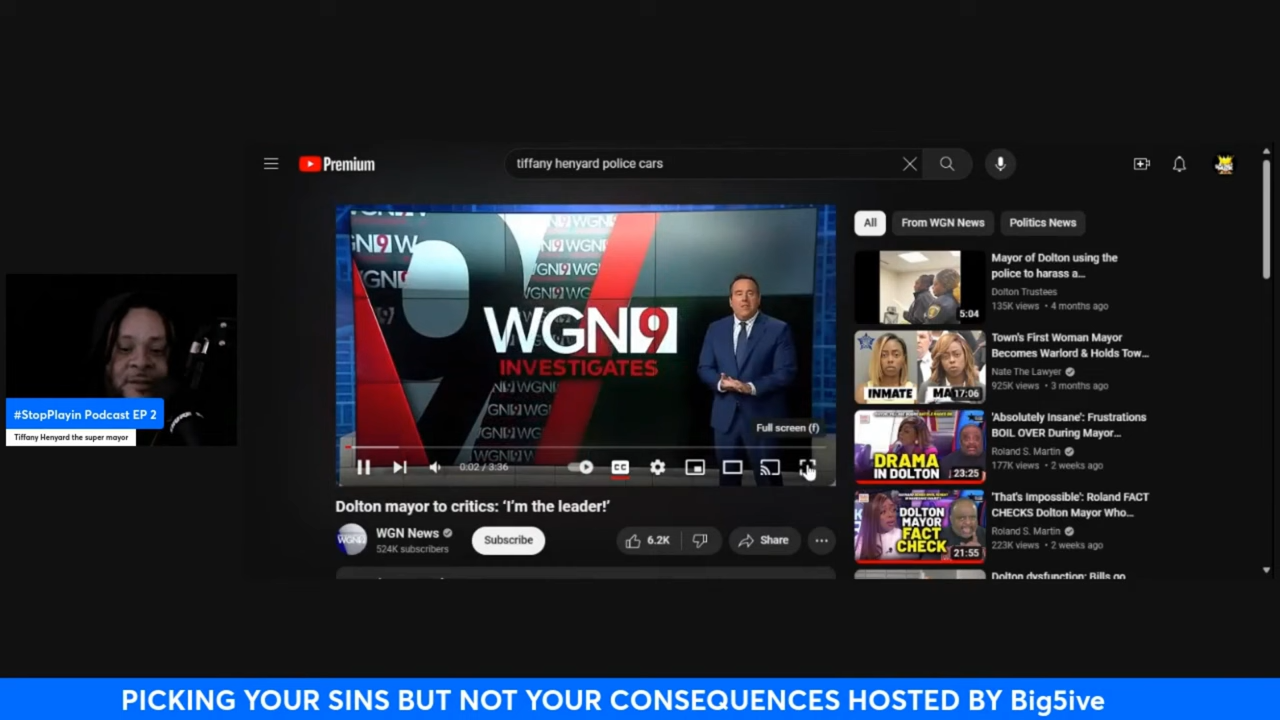 Premium
tiffany henyard police cars
WGN9
INVESTIGATES
Full screen (f)
0:02 / 3:36
CC
Dolton mayor to critics: ‘I’m the leader!’
WGN News
524K subscribers
Subscribe
6.2K
Share
All
From WGN News
Politics News
5:04
Mayor of Dolton using the
police to harass a…
Dolton Trustees
135K views • 4 months ago
INMATE
MA
17:06
Town's First Woman Mayor
Becomes Warlord & Holds Tow…
Nate The Lawyer
925K views • 3 months ago
DRAMA
IN DOLTON
23:25
'Absolutely Insane': Frustrations
BOIL OVER During Mayor…
Roland S. Martin
177K views • 2 weeks ago
DOLTON
MAYOR
FACT
CHECK
21:55
'That's Impossible': Roland FACT
CHECKS Dolton Mayor Who…
Roland S. Martin
223K views • 2 weeks ago
Dolton dysfunction: Bills go
#StopPlayin Podcast EP 2
Tiffany Henyard the super mayor
PICKING YOUR SINS BUT NOT YOUR CONSEQUENCES HOSTED BY Big5ive